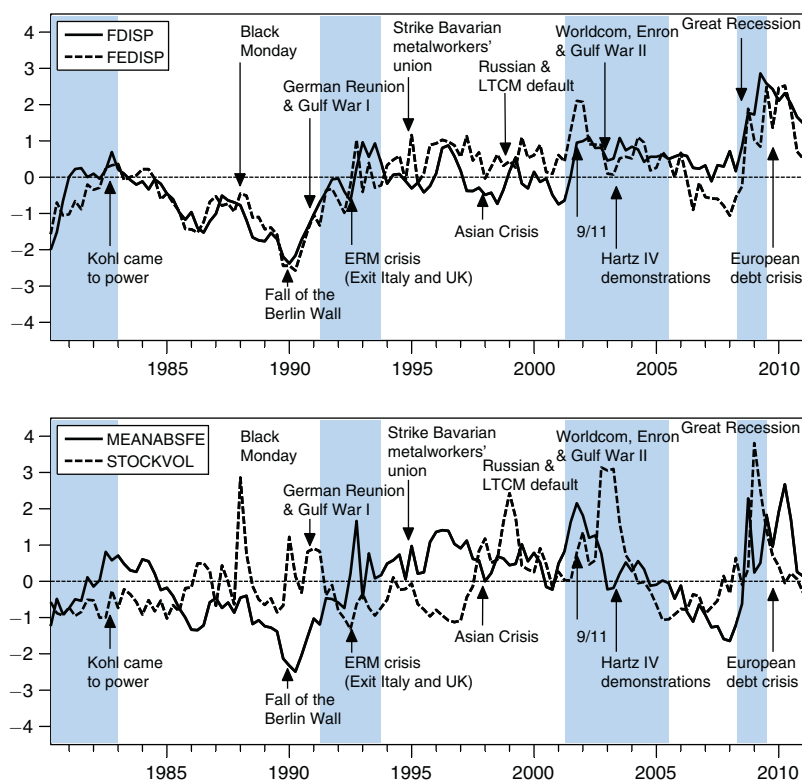 4
3
2
1
0
−1
−2
−3
−4
FDISP
FEDISP
Black
Monday
German Reunion
& Gulf War I
Strike Bavarian
metalworkers’
union
Russian &
LTCM default
Worldcom, Enron
& Gulf War II
Great Recession
Kohl came
to power
Fall of the
Berlin Wall
ERM crisis
(Exit Italy and UK)
Asian Crisis
9/11
Hartz IV
demonstrations
European
debt crisis
1985 1990 1995 2000 2005 2010
4
3
2
1
0
−1
−2
−3
−4
MEANABSFE
STOCKVOL
Black
Monday
German Reunion
& Gulf War I
Strike Bavarian
metalworkers’
union
Russian &
LTCM default
Worldcom, Enron
& Gulf War II
Great Recession
Kohl came
to power
Fall of the
Berlin Wall
ERM crisis
(Exit Italy and UK)
Asian Crisis
9/11
Hartz IV
demonstrations
European
debt crisis
1985 1990 1995 2000 2005 2010